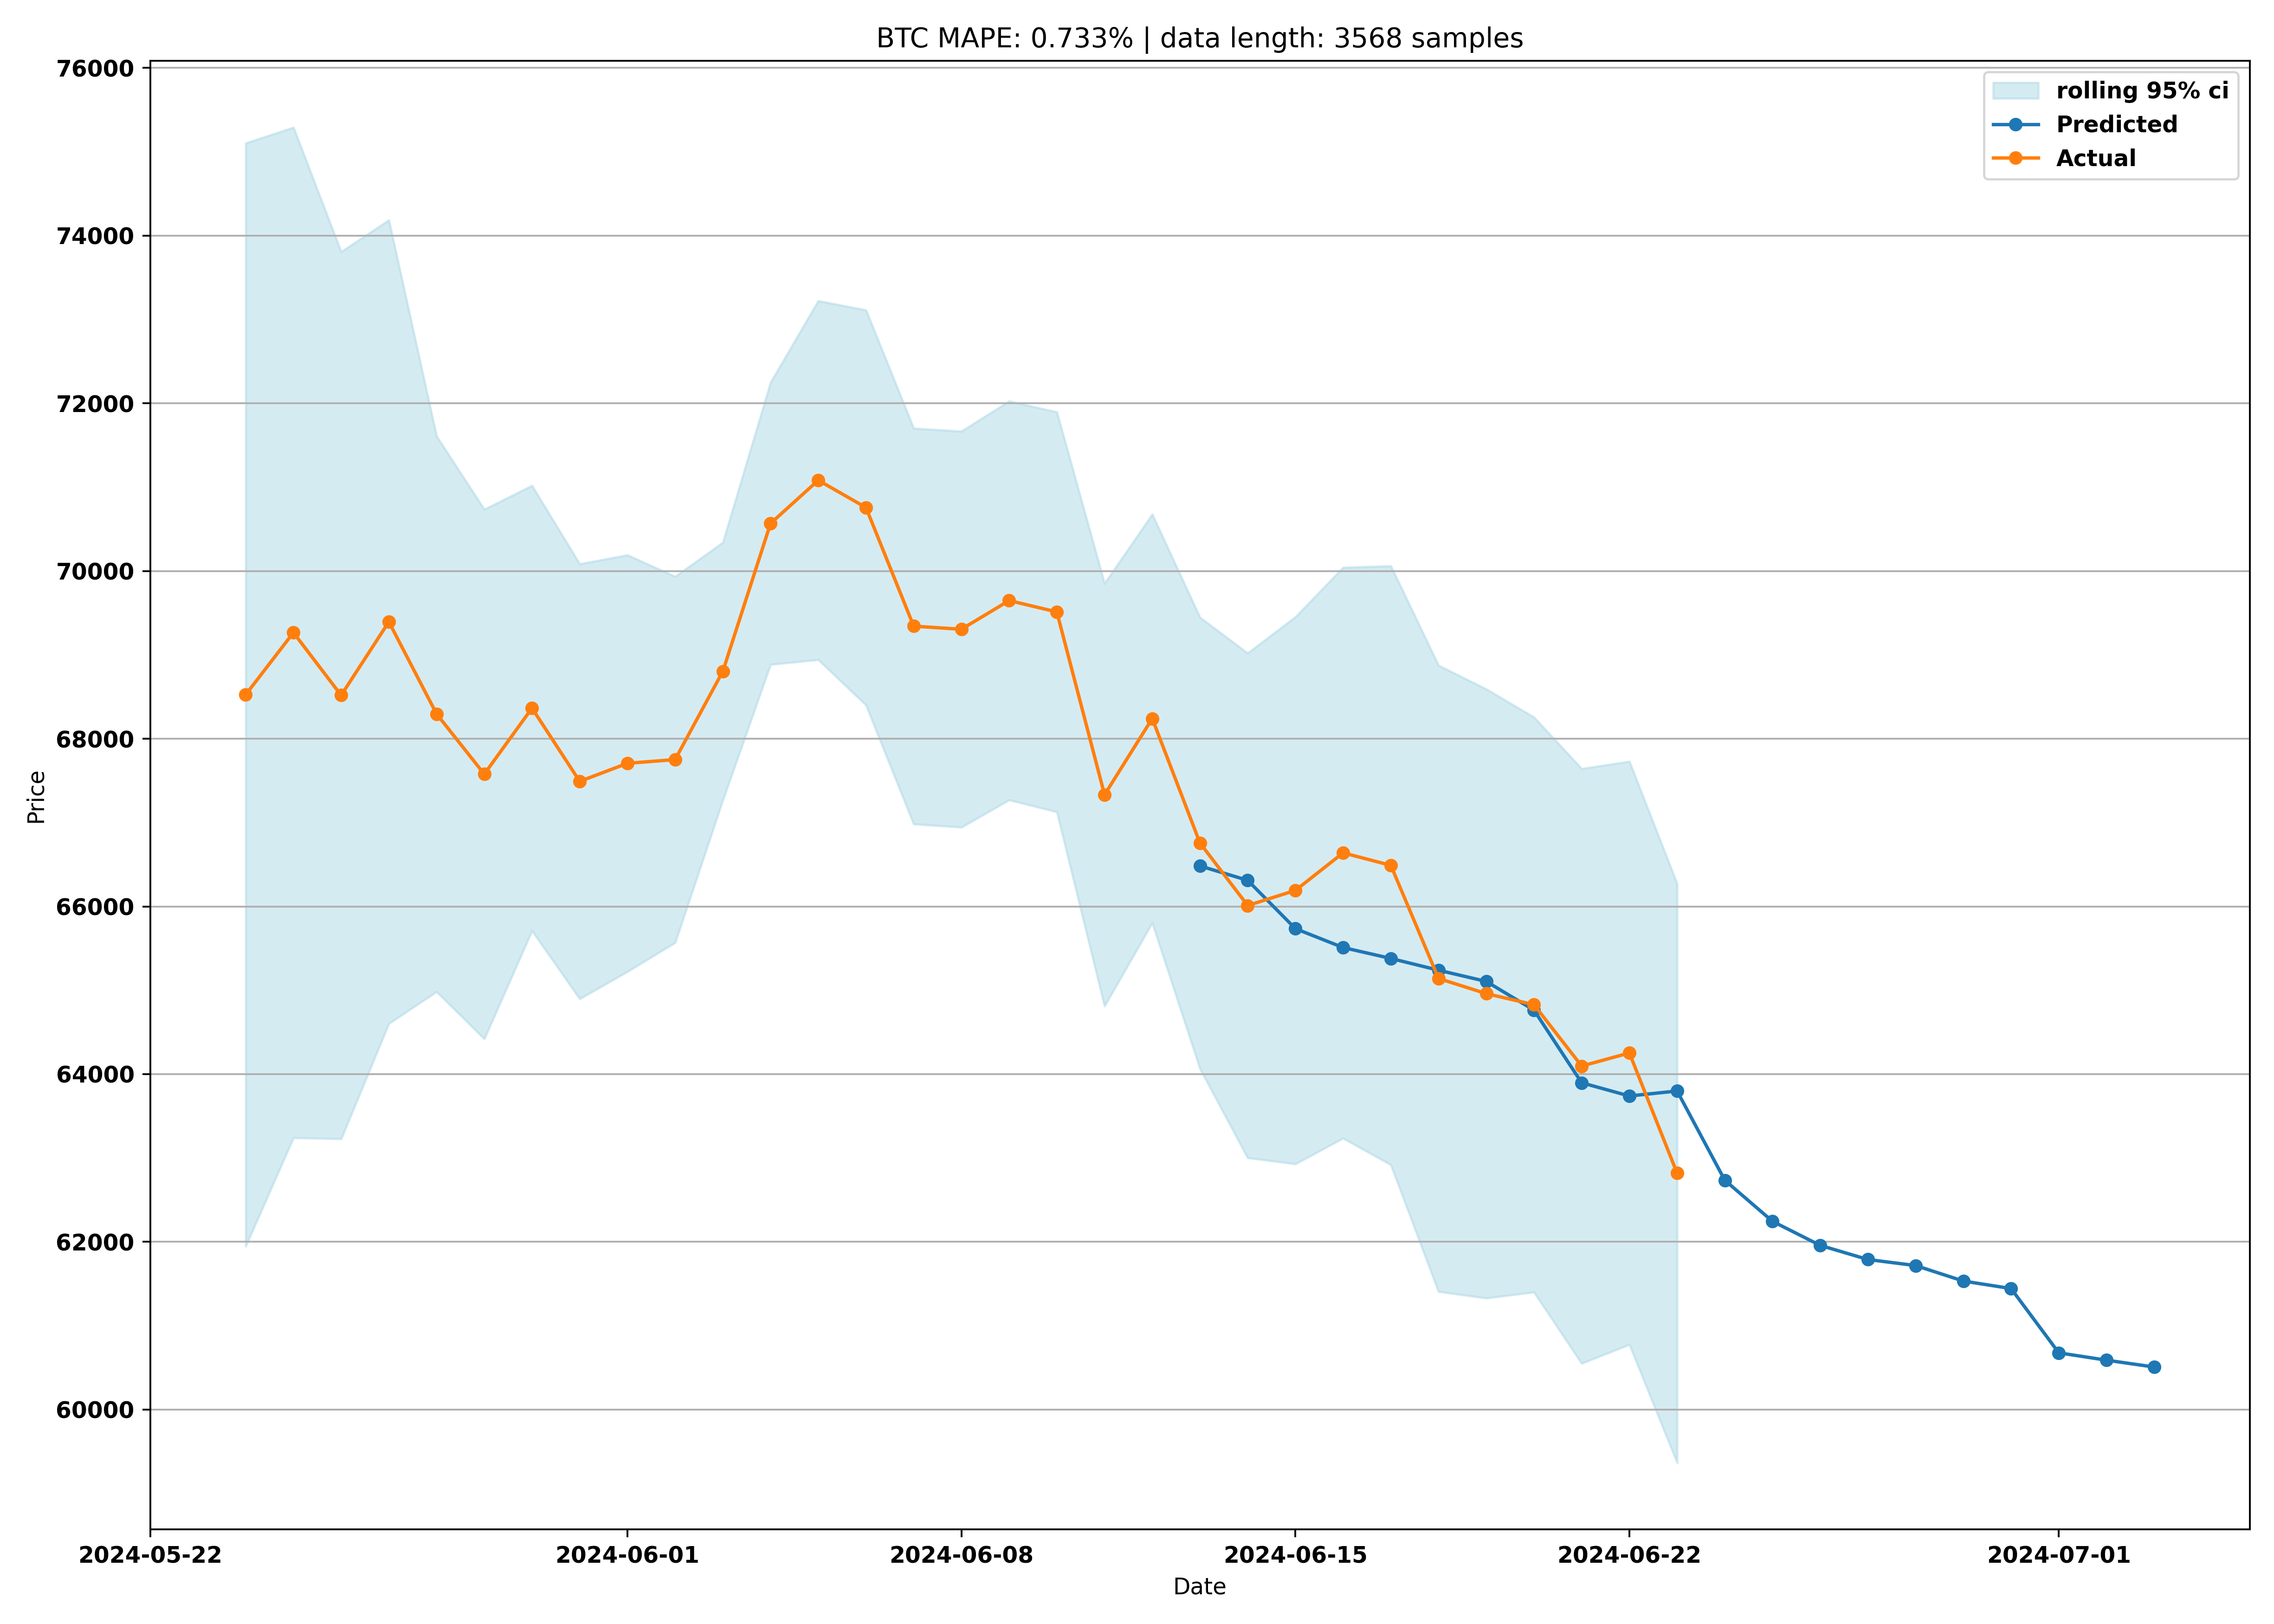 BTC MAPE: 0.733% | data length: 3568 samples
76000
74000
72000
70000
68000
66000
64000
62000
60000
Price
rolling 95% ci
Predicted
Actual
2024-05-22
2024-06-01
2024-06-08
2024-06-15
2024-06-22
2024-07-01
Date